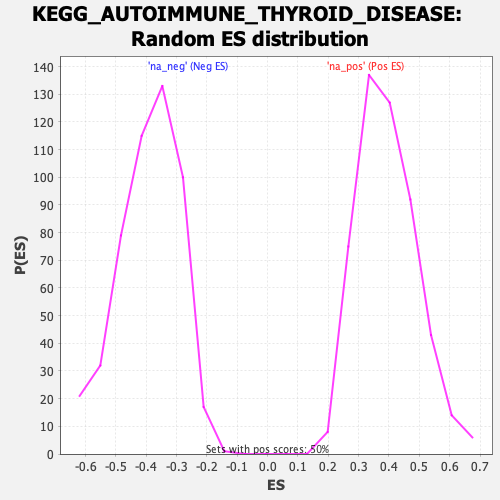 KEGG_AUTOIMMUNE_THYROID_DISEASE:
Random ES distribution
'na_neg' (Neg ES)
'na_pos' (Pos ES)
140
130
120
110
100
90
80
70
60
50
40
30
20
10
0
P(ES)
Sets with pos scores: 50%
-0.6 -0.5 -0.4 -0.3 -0.2 -0.1 0.0 0.1 0.2 0.3 0.4 0.5 0.6 0.7
ES